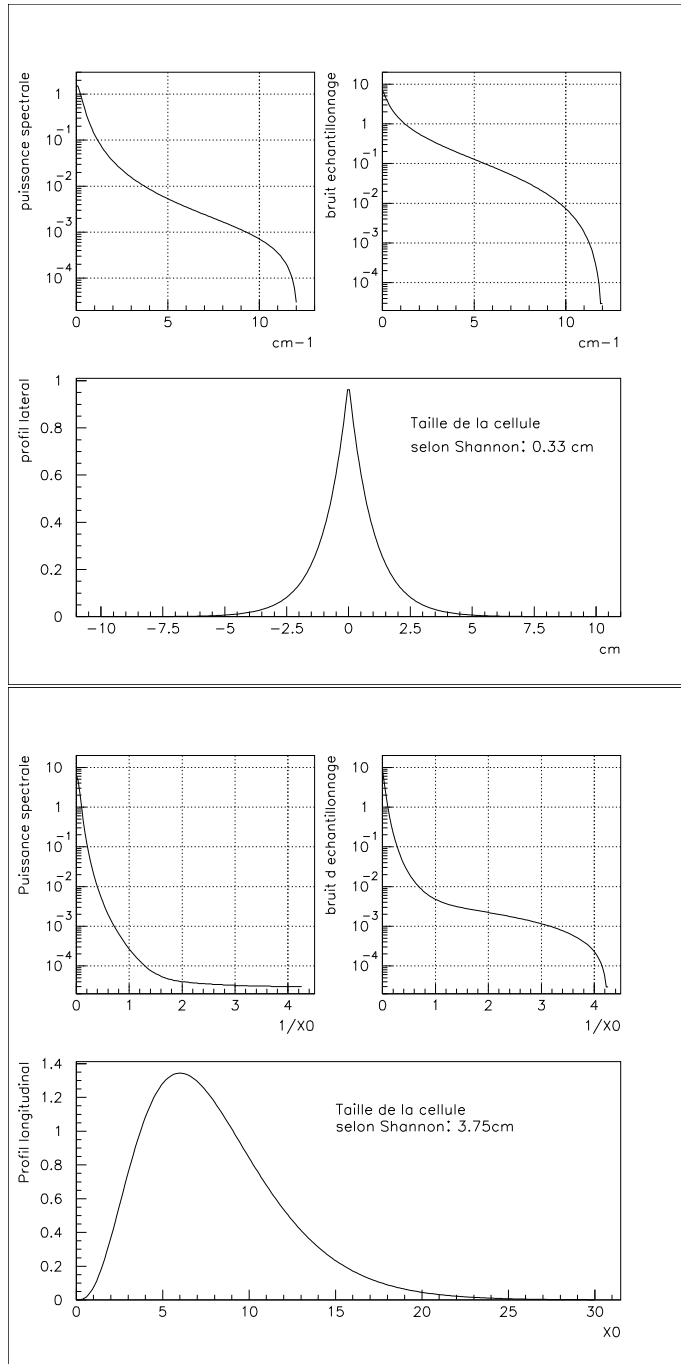 puissance spectrale
1
10⁻¹
10⁻²
10⁻³
10⁻⁴
0 5 10
cm-1
bruit echantillonnage
10
1
10⁻¹
10⁻²
10⁻³
10⁻⁴
0 5 10
cm-1
profil lateral
1
0.8
0.6
0.4
0.2
0
Taille de la cellule
selon Shannon: 0.33 cm
−10 −7.5 −5 −2.5 0 2.5 5 7.5 10
cm
Puissance spectrale
10
1
10⁻¹
10⁻²
10⁻³
10⁻⁴
0 1 2 3 4
1/X0
bruit d echantillonnage
10
1
10⁻¹
10⁻²
10⁻³
10⁻⁴
0 1 2 3 4
1/X0
Profil longitudinal
1.4
1.2
1
0.8
0.6
0.4
0.2
0
Taille de la cellule
selon Shannon: 3.75cm
0 5 10 15 20 25 30
X0